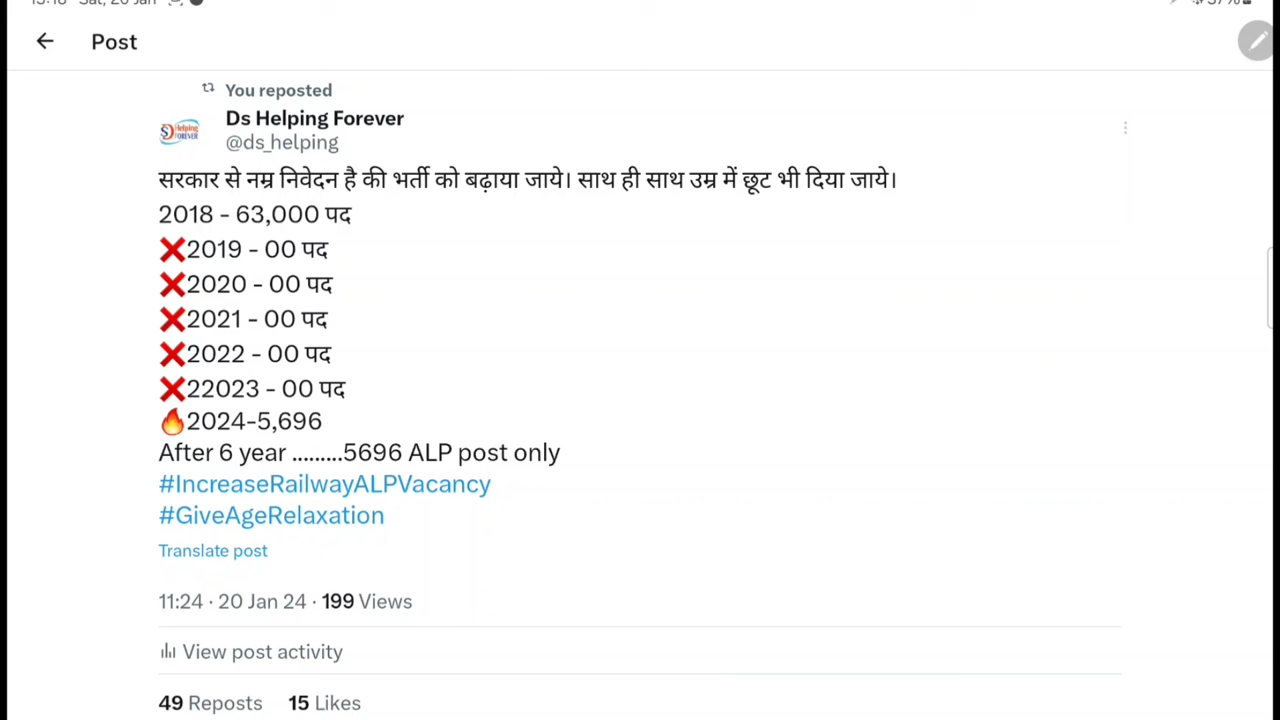 Post
You reposted
Ds Helping Forever
@ds_helping
सरकार से नम्र निवेदन है की भर्ती को बढ़ाया जाये। साथ ही साथ उम्र में छूट भी दिया जाये।
2018 - 63,000 पद
❌2019 - 00 पद
❌2020 - 00 पद
❌2021 - 00 पद
❌2022 - 00 पद
❌22023 - 00 पद
🔥2024-5,696
After 6 year .........5696 ALP post only
#IncreaseRailwayALPVacancy
#GiveAgeRelaxation
Translate post
11:24 · 20 Jan 24 · 199 Views
View post activity
49 Reposts 15 Likes